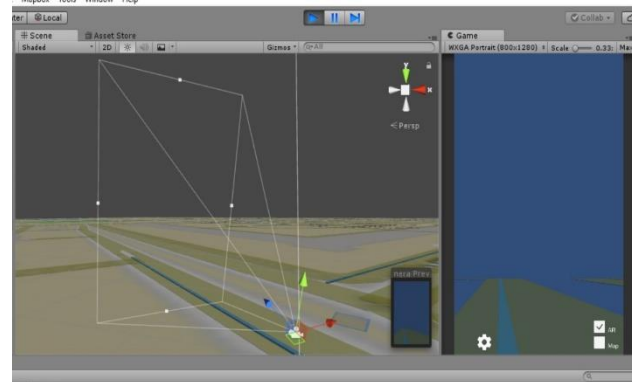 Mapbox Tools Window Help
ter Local
Collab
Scene Asset Store
Game
Shaded 2D Gizmos All
WXGA Portrait (800x1280) Scale 0.33:
y
x
Persp
AR
Map